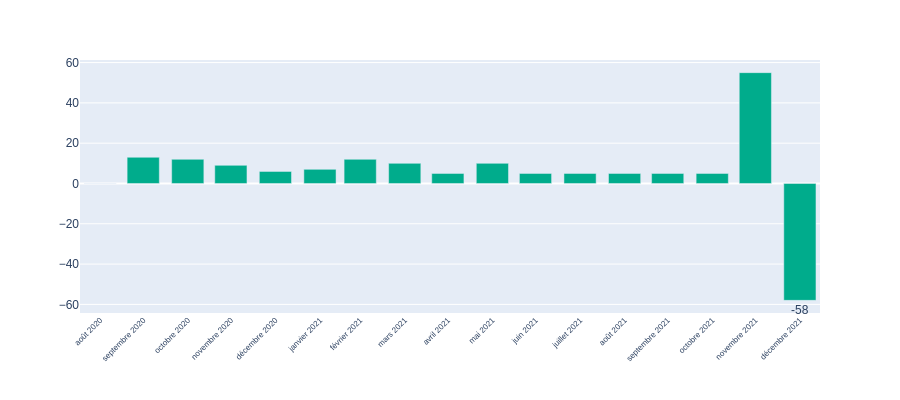 60
40
20
0
−20
−40
−60
-58
août 2020
septembre 2020
octobre 2020
novembre 2020
décembre 2020
janvier 2021
février 2021
mars 2021
avril 2021
mai 2021
juin 2021
juillet 2021
août 2021
septembre 2021
octobre 2021
novembre 2021
décembre 2021